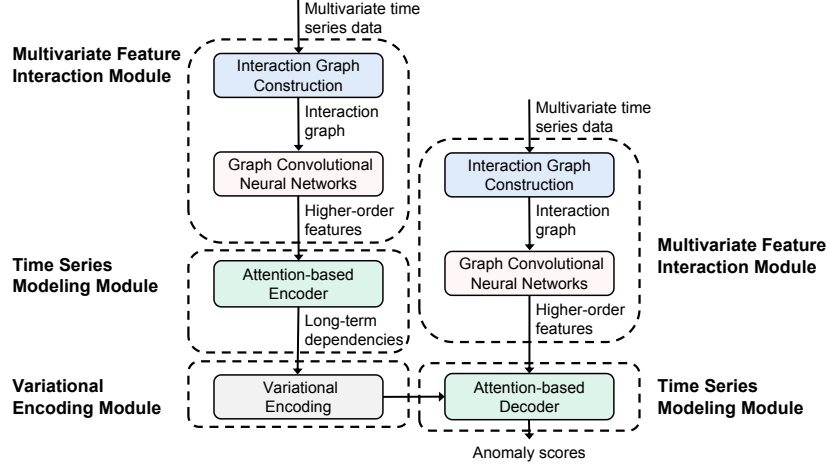 Multivariate time
series data
Multivariate Feature
Interaction Module
Interaction Graph
Construction
Interaction
graph
Graph Convolutional
Neural Networks
Higher-order
features
Time Series
Modeling Module
Attention-based
Encoder
Long-term
dependencies
Variational
Encoding Module
Variational
Encoding
Multivariate time
series data
Interaction Graph
Construction
Interaction
graph
Multivariate Feature
Interaction Module
Graph Convolutional
Neural Networks
Higher-order
features
Attention-based
Decoder
Time Series
Modeling Module
Anomaly scores